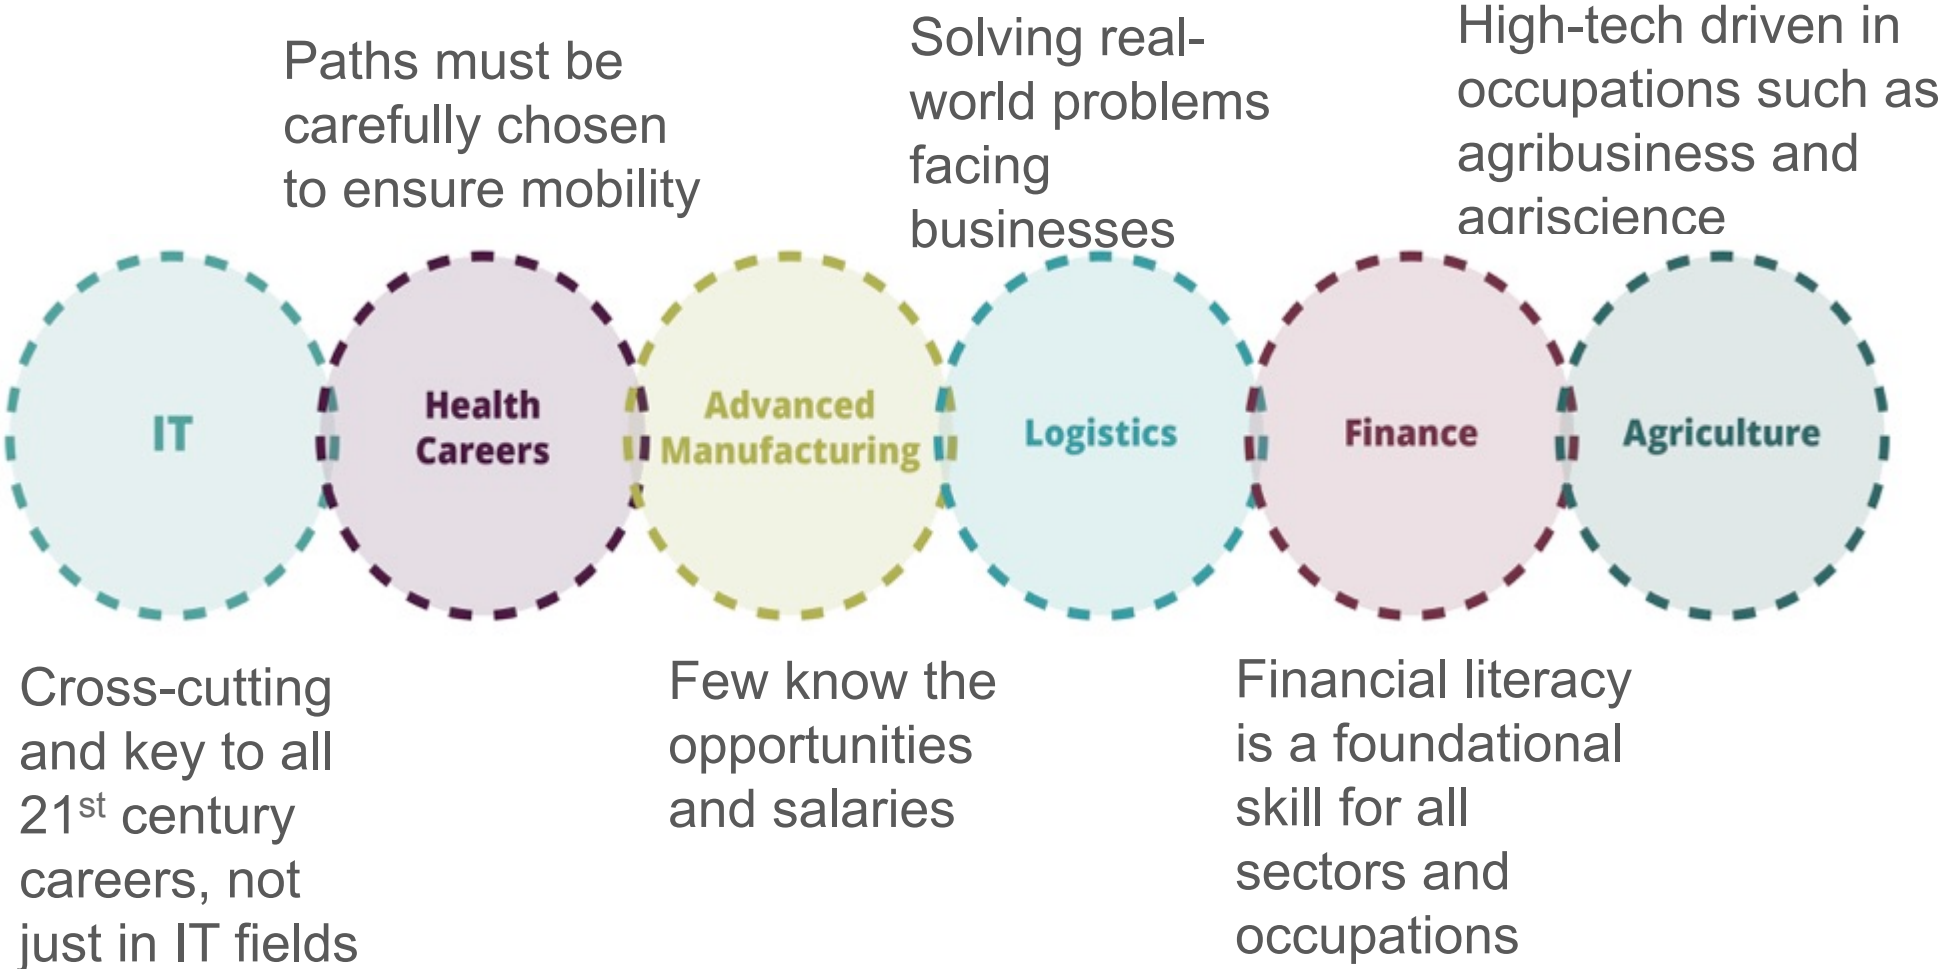 Paths must be
carefully chosen
to ensure mobility
Solving real-
world problems
facing
businesses
High-tech driven in
occupations such as
agribusiness and
agriscience
IT
Health
Careers
Advanced
Manufacturing
Logistics
Finance
Agriculture
Cross-cutting
and key to all
21st century
careers, not
just in IT fields
Few know the
opportunities
and salaries
Financial literacy
is a foundational
skill for all
sectors and
occupations